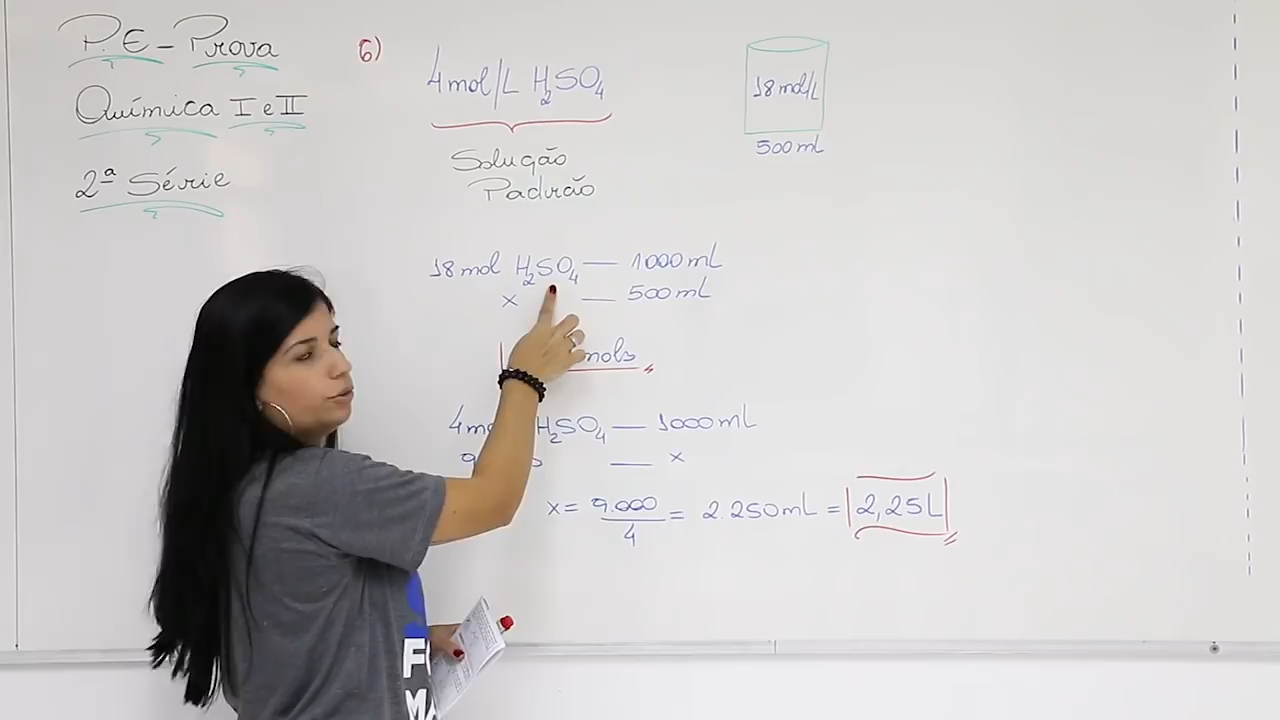 P.E - Prova
Química I e II
2ª Série
6)
4 mol/L H2SO4
Solução
Padrão
18 mol/L
500 mL
18 mol H2SO4 — 1000 mL
x — 500 mL
mols
4 H2SO4 — 1000 mL
9 — x
x = 9.000 / 4 = 2.250 mL = 2,25 L